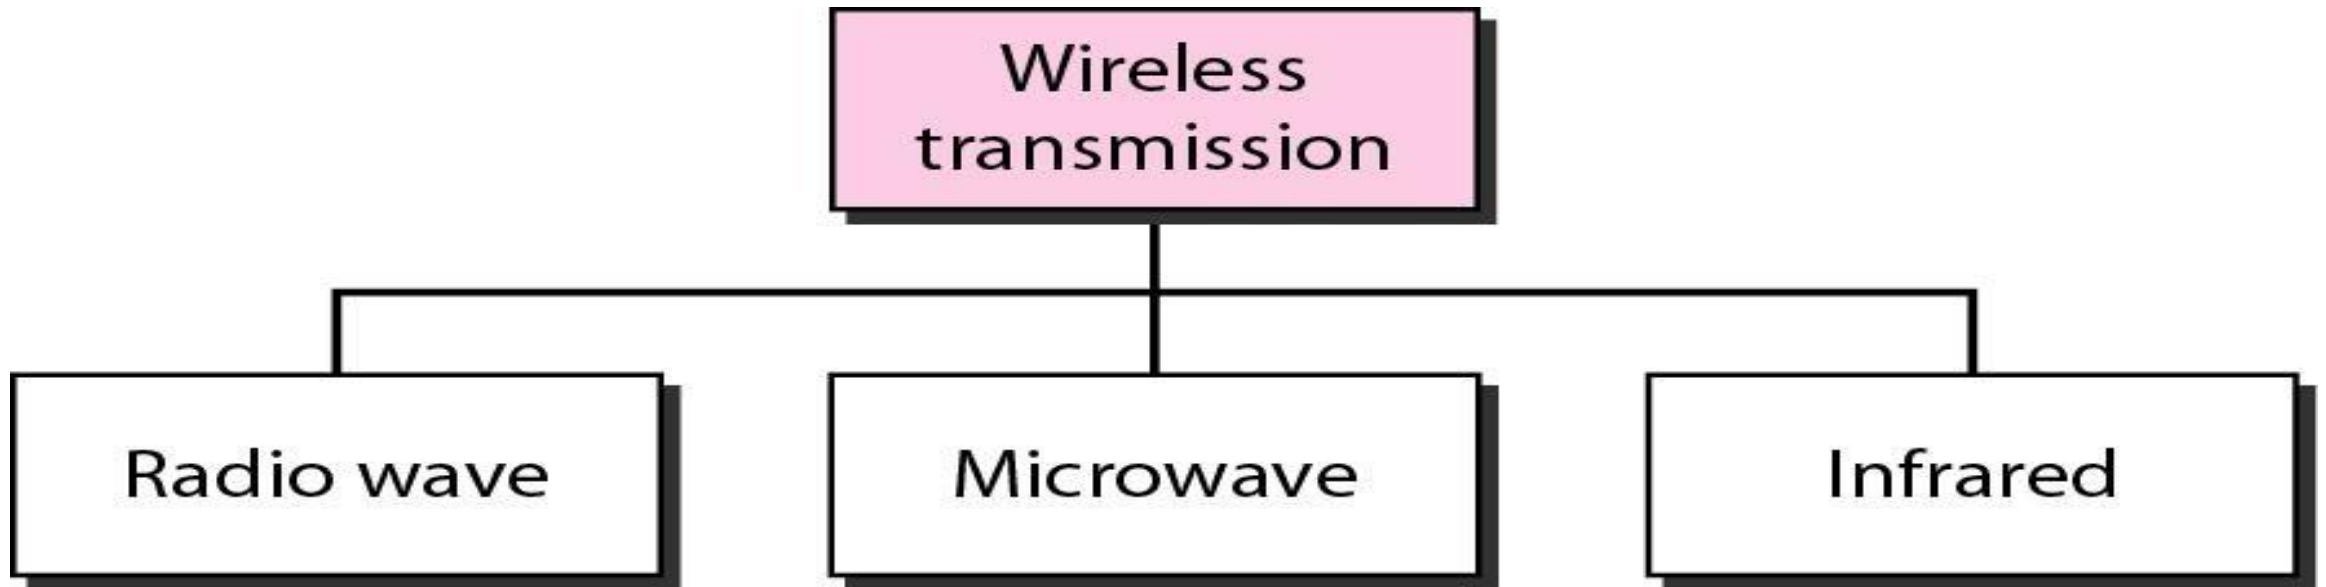 Wireless
transmission
Radio wave
Microwave
Infrared